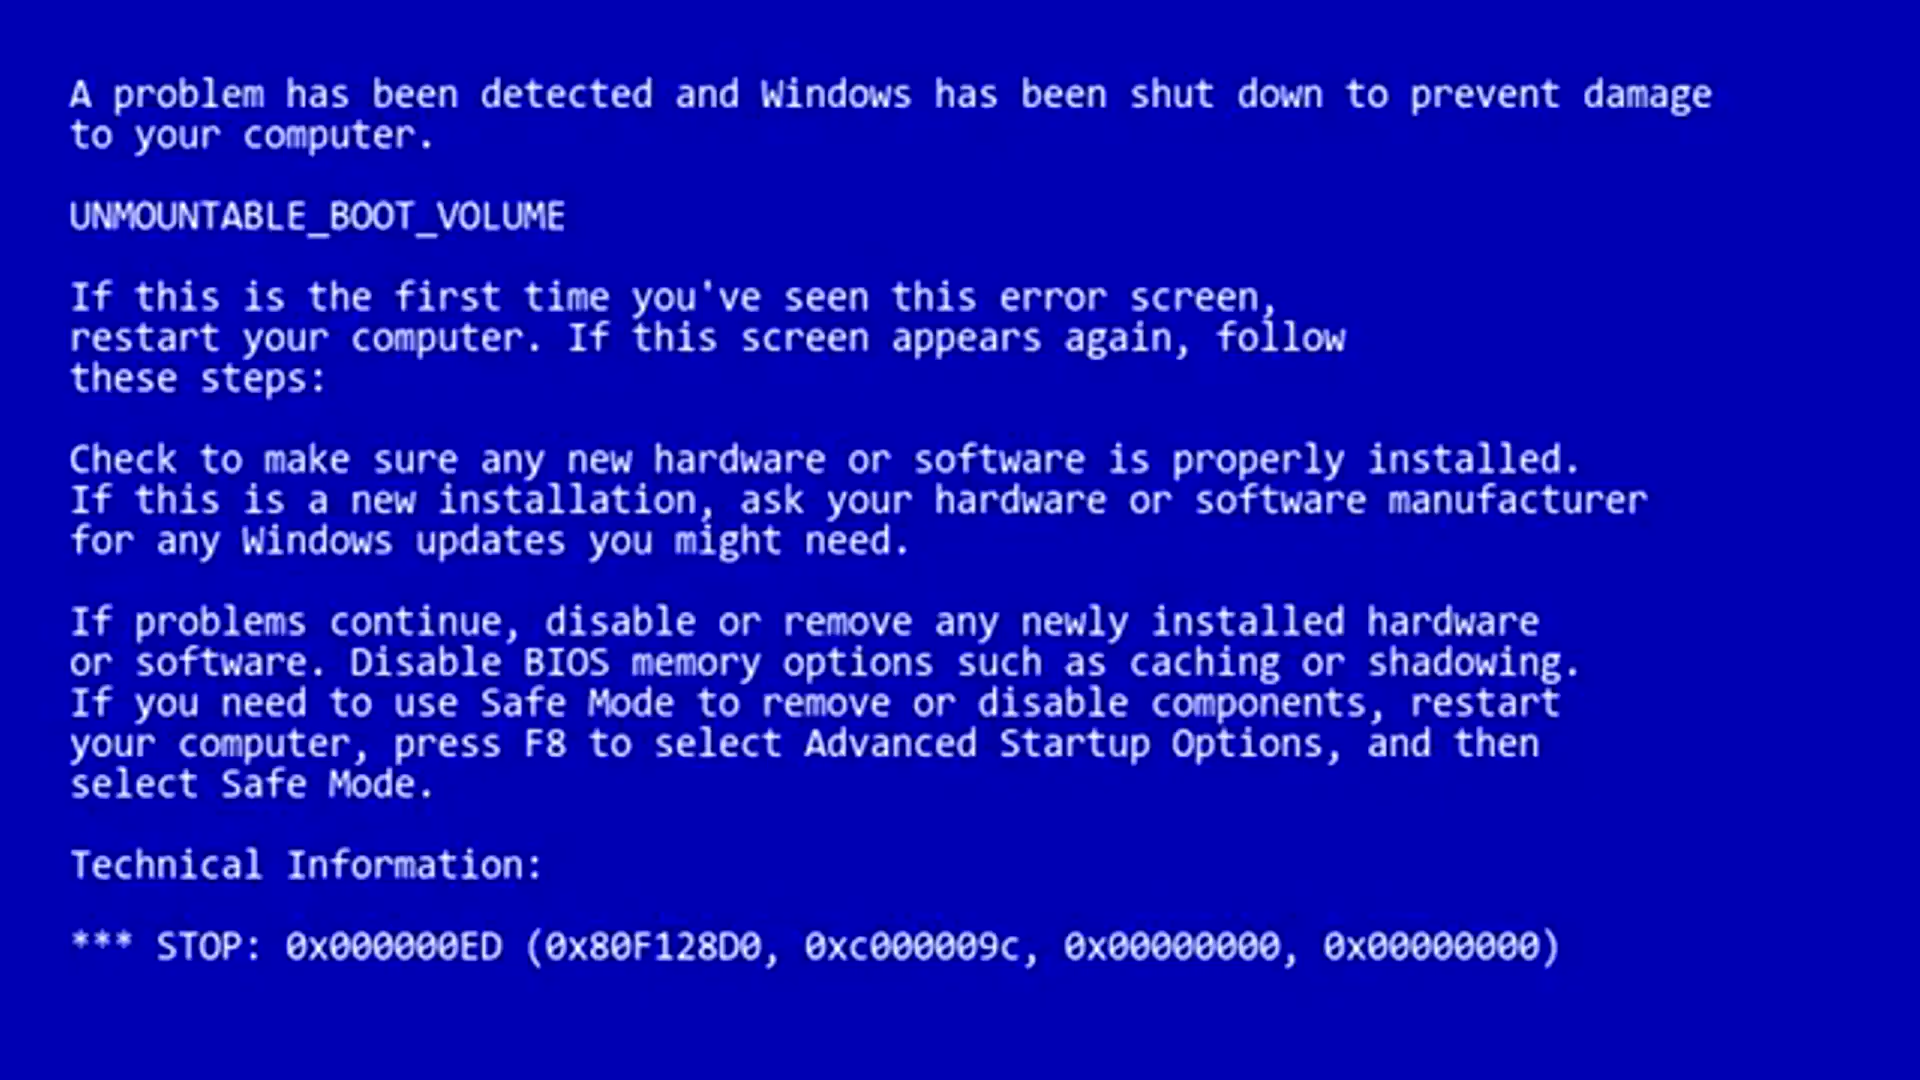 A problem has been detected and Windows has been shut down to prevent damage
to your computer.
UNMOUNTABLE_BOOT_VOLUME
If this is the first time you've seen this error screen,
restart your computer. If this screen appears again, follow
these steps:
Check to make sure any new hardware or software is properly installed.
If this is a new installation, ask your hardware or software manufacturer
for any Windows updates you might need.
If problems continue, disable or remove any newly installed hardware
or software. Disable BIOS memory options such as caching or shadowing.
If you need to use Safe Mode to remove or disable components, restart
your computer, press F8 to select Advanced Startup Options, and then
select Safe Mode.
Technical Information:
*** STOP: 0x000000ED (0x80F128D0, 0xc000009c, 0x00000000, 0x00000000)